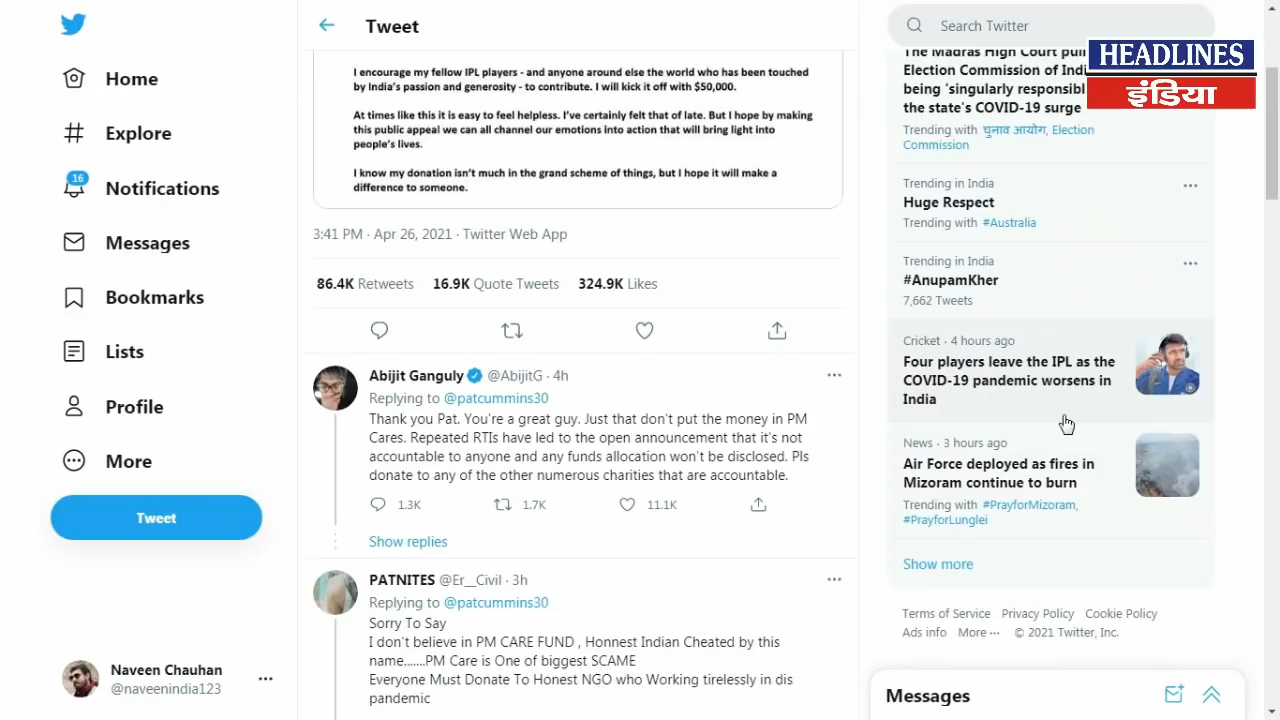 Home
Explore
16
Notifications
Messages
Bookmarks
Lists
Profile
More
Tweet
Naveen Chauhan
@naveenindia123
Tweet
I encourage my fellow IPL players - and anyone around else the world who has been touched
by India's passion and generosity - to contribute. I will kick it off with $50,000.
At times like this it is easy to feel helpless. I've certainly felt that of late. But I hope by making
this public appeal we can all channel our emotions into action that will bring light into
people's lives.
I know my donation isn't much in the grand scheme of things, but I hope it will make a
difference to someone.
3:41 PM · Apr 26, 2021 · Twitter Web App
86.4K Retweets 16.9K Quote Tweets 324.9K Likes
Abijit Ganguly @AbijitG · 4h
Replying to @patcummins30
Thank you Pat. You're a great guy. Just that don't put the money in PM
Cares. Repeated RTIs have led to the open announcement that it's not
accountable to anyone and any funds allocation won't be disclosed. Pls
donate to any of the other numerous charities that are accountable.
1.3K 1.7K 11.1K
Show replies
PATNITES @Er__Civil · 3h
Replying to @patcummins30
Sorry To Say
I don't believe in PM CARE FUND , Honnest Indian Cheated by this
name.......PM Care is One of biggest SCAME
Everyone Must Donate To Honest NGO who Working tirelessly in dis
pandemic
Search Twitter
HEADLINES
इंडिया
The Madras High Court pul
Election Commission of Indi
being 'singularly responsibl
the state's COVID-19 surge
Trending with चुनाव आयोग, Election
Commission
Trending in India
Huge Respect
Trending with #Australia
Trending in India
#AnupamKher
7,662 Tweets
Cricket · 4 hours ago
Four players leave the IPL as the
COVID-19 pandemic worsens in
India
News · 3 hours ago
Air Force deployed as fires in
Mizoram continue to burn
Trending with #PrayforMizoram,
#PrayforLunglei
Show more
Terms of Service Privacy Policy Cookie Policy
Ads info More ··· © 2021 Twitter, Inc.
Messages